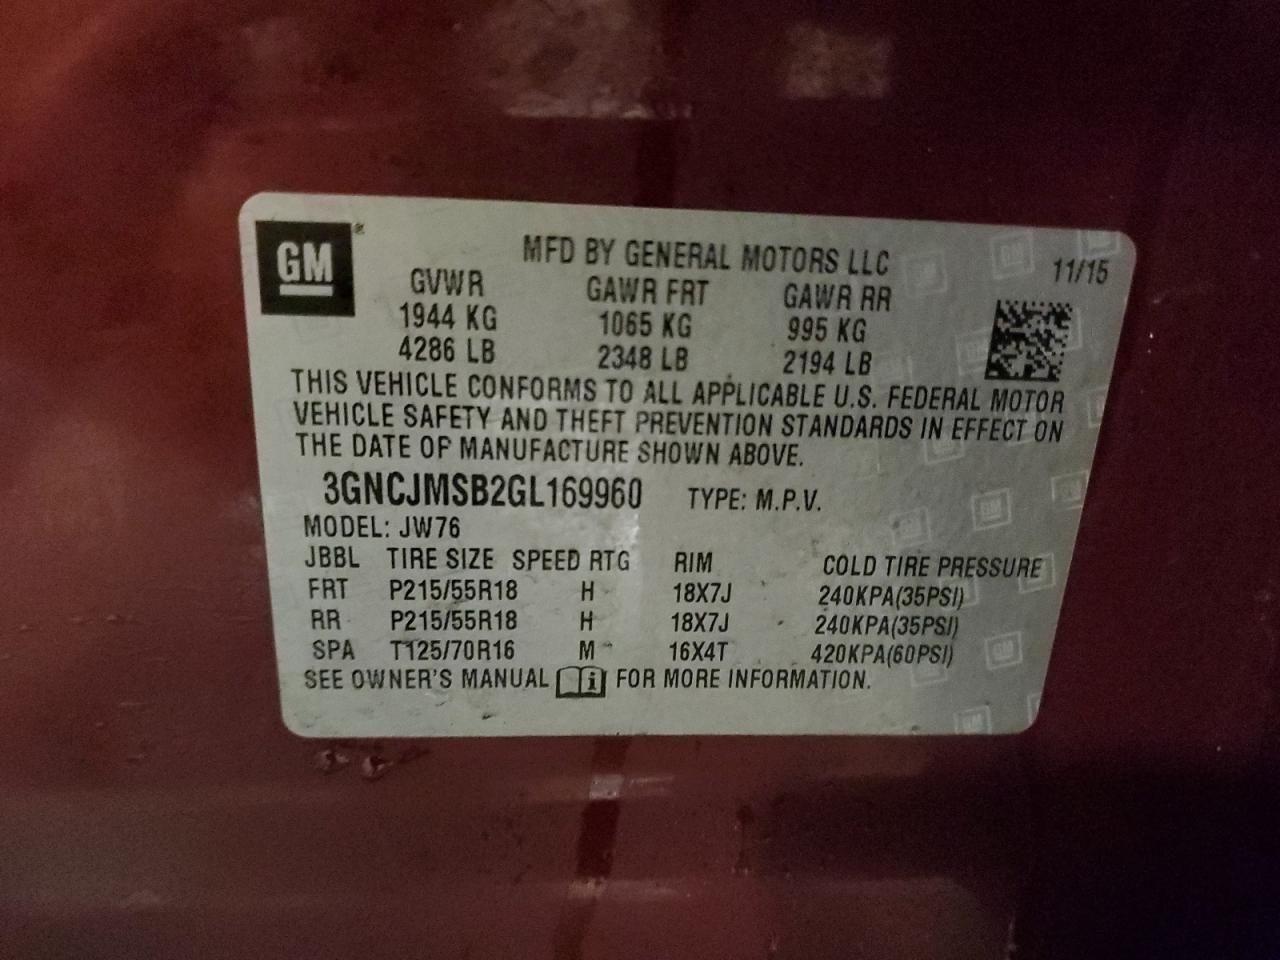 GM
MFD BY GENERAL MOTORS LLC 11/15
GVWR GAWR FRT GAWR RR
1944 KG 1065 KG 995 KG
4286 LB 2348 LB 2194 LB
THIS VEHICLE CONFORMS TO ALL APPLICABLE U.S. FEDERAL MOTOR
VEHICLE SAFETY AND THEFT PREVENTION STANDARDS IN EFFECT ON
THE DATE OF MANUFACTURE SHOWN ABOVE.
3GNCJMSB2GL169960 TYPE: M.P.V.
MODEL: JW76
JBBL TIRE SIZE SPEED RTG RIM COLD TIRE PRESSURE
FRT P215/55R18 H 18X7J 240KPA(35PSI)
RR P215/55R18 H 18X7J 240KPA(35PSI)
SPA T125/70R16 M 16X4T 420KPA(60PSI)
SEE OWNER'S MANUAL i FOR MORE INFORMATION.